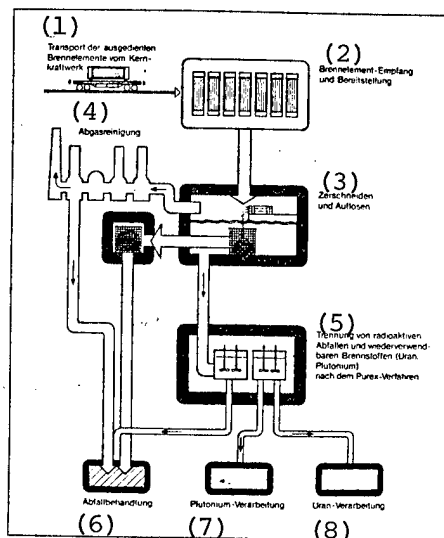 (1)
Transport der ausgedienten
Brennelemente vom Kern-
kraftwerk
(2)
Brennelement-Empfang
und Bereitstellung
(4)
Abgasreinigung
(3)
Zerschneiden
und Auflösen
(5)
Trennung von radioaktiven
Abfällen und wiederverwend-
baren Brennstoffen (Uran,
Plutonium)
nach dem Purex-Verfahren
Abfallbehandlung
(6)
Plutonium-Verarbeitung
(7)
Uran-Verarbeitung
(8)